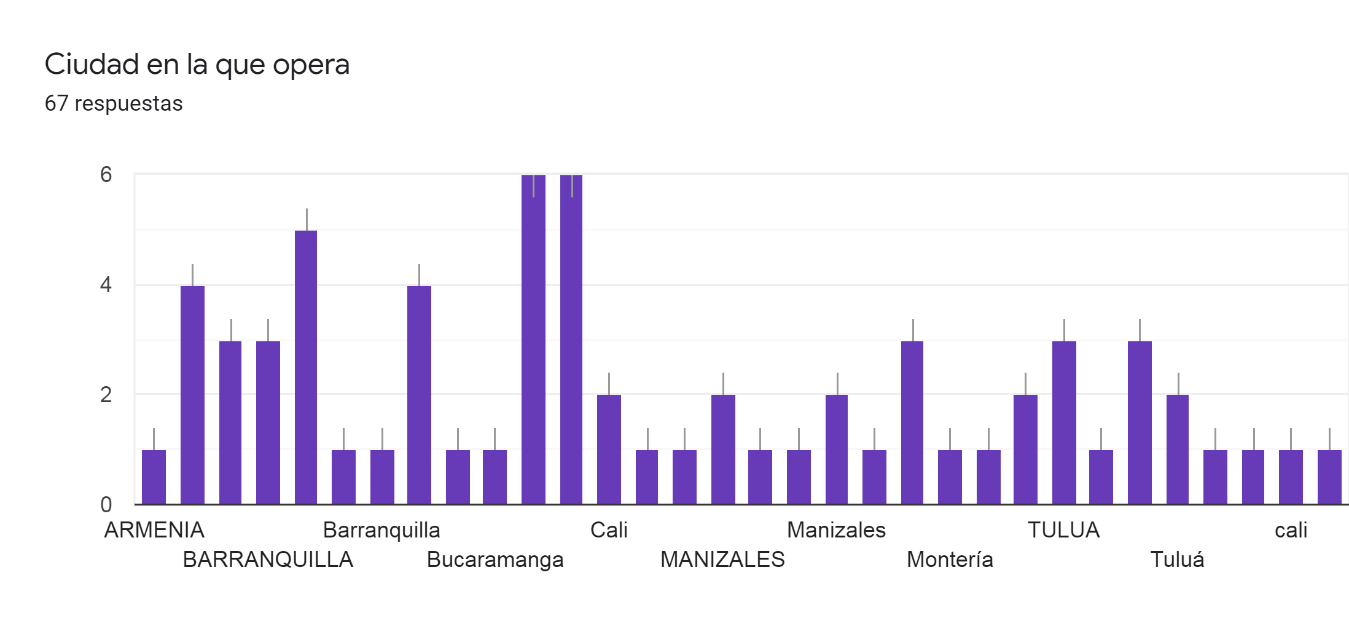 Ciudad en la que opera
67 respuestas
6
4
2
0
ARMENIA
BARRANQUILLA
Barranquilla
Bucaramanga
Cali
MANIZALES
Manizales
Montería
TULUA
Tuluá
cali